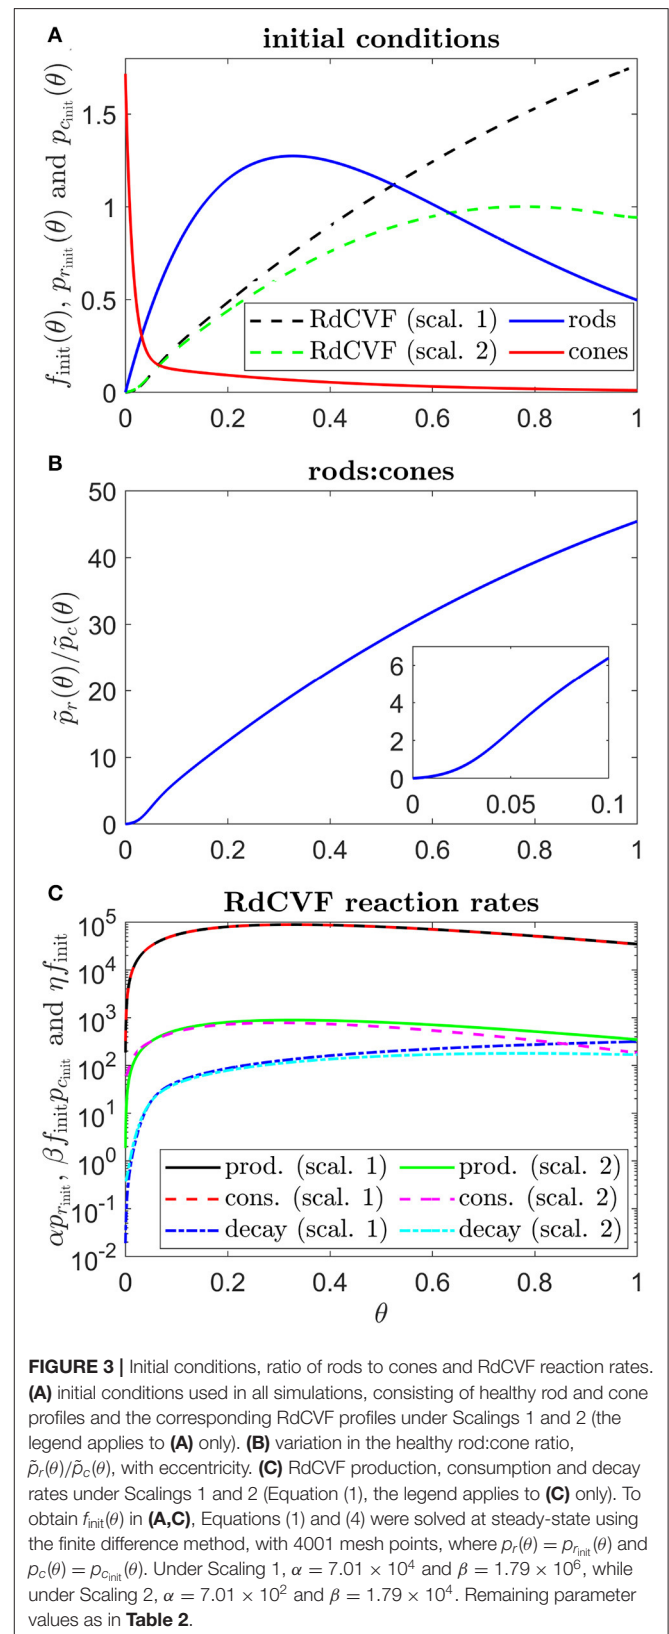 A
initial conditions
f_init(θ), p_r_init(θ) and p_c_init(θ)
1.5
1
0.5
0
RdCVF (scal. 1) rods
RdCVF (scal. 2) cones
0 0.2 0.4 0.6 0.8 1
B
rods:cones
p̃_r(θ)/p̃_c(θ)
50
40
30
20
10
0
6
4
2
0
0 0.05 0.1
0 0.2 0.4 0.6 0.8 1
C
RdCVF reaction rates
αp_r_init, βf_init p_c_init and ηf_init
10^5
10^4
10^3
10^2
10^1
10^0
10^-1
10^-2
prod. (scal. 1) prod. (scal. 2)
cons. (scal. 1) cons. (scal. 2)
decay (scal. 1) decay (scal. 2)
0 0.2 0.4 0.6 0.8 1
θ
FIGURE 3 | Initial conditions, ratio of rods to cones and RdCVF reaction rates.
(A) initial conditions used in all simulations, consisting of healthy rod and cone
profiles and the corresponding RdCVF profiles under Scalings 1 and 2 (the
legend applies to (A) only). (B) variation in the healthy rod:cone ratio,
p̃_r(θ)/p̃_c(θ), with eccentricity. (C) RdCVF production, consumption and decay
rates under Scalings 1 and 2 (Equation (1), the legend applies to (C) only). To
obtain f_init(θ) in (A,C), Equations (1) and (4) were solved at steady-state using
the finite difference method, with 4001 mesh points, where p_r(θ) = p_r_init(θ) and
p_c(θ) = p_c_init(θ). Under Scaling 1, α = 7.01 × 10^4 and β = 1.79 × 10^6, while
under Scaling 2, α = 7.01 × 10^2 and β = 1.79 × 10^4. Remaining parameter
values as in Table 2.